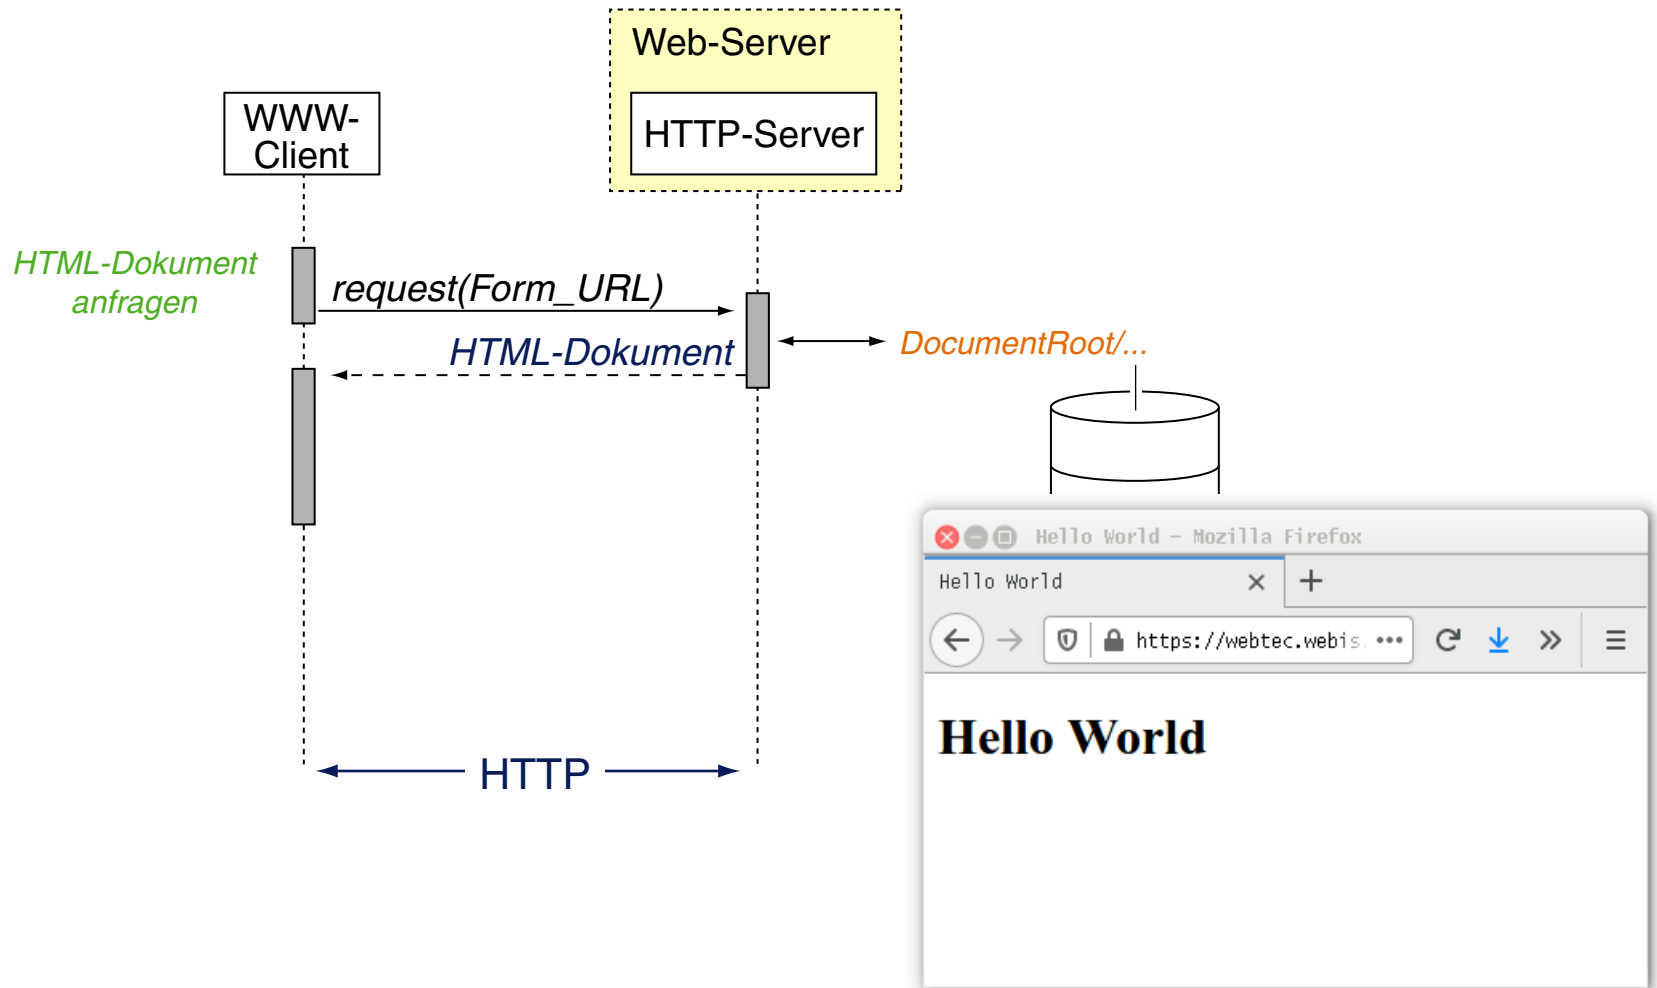 Web-Server
WWW-
Client
HTTP-Server
HTML-Dokument
anfragen
request(Form_URL)
HTML-Dokument
DocumentRoot/...
Hello World – Mozilla Firefox
Hello World
https://webtec.webis.
Hello World
HTTP